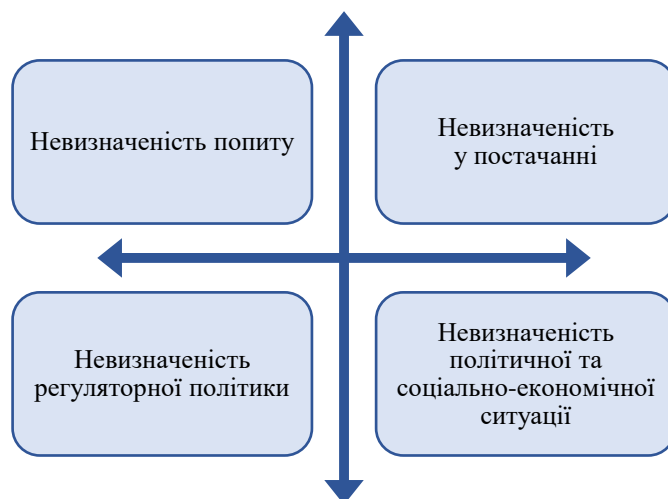 Невизначеність попиту
Невизначеність
у постачанні
Невизначеність
регуляторної політики
Невизначеність
політичної та
соціально-економічної
ситуації